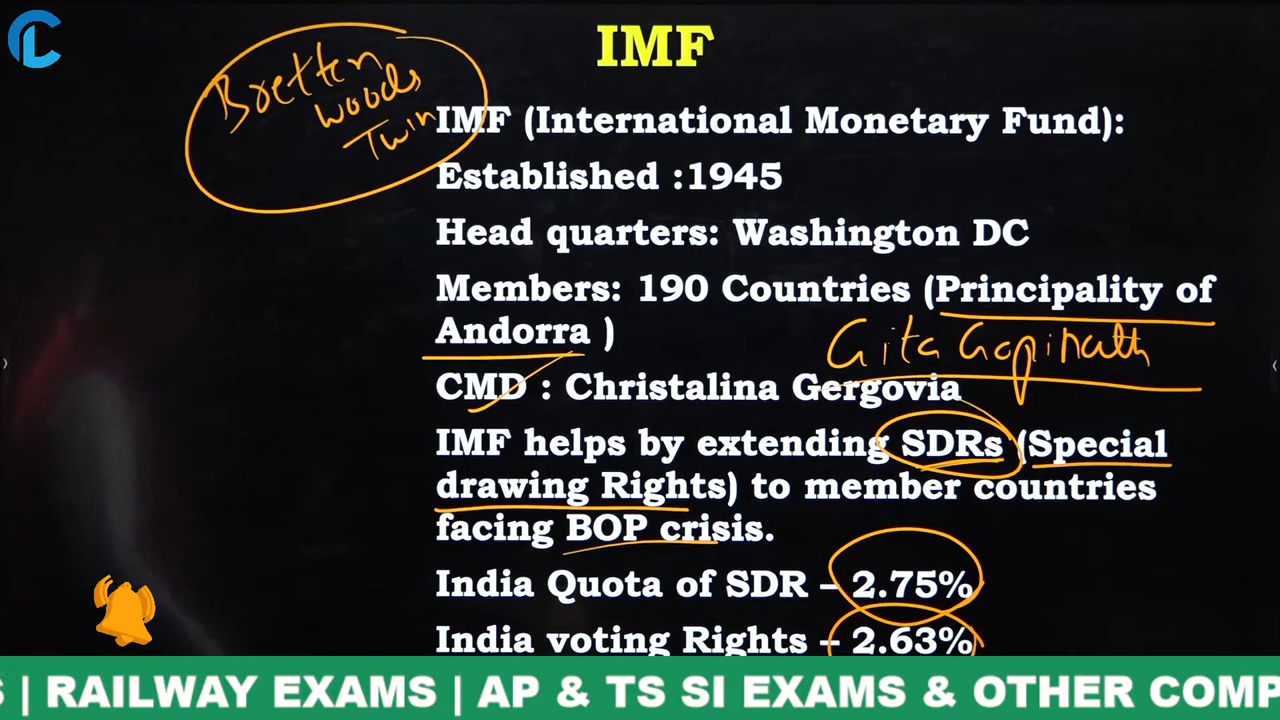 IMF
Bretten
woods
Twin
IMF (International Monetary Fund):
Established :1945
Head quarters: Washington DC
Members: 190 Countries (Principality of
Andorra )
Gita Gopinath
CMD : Christalina Gergovia
IMF helps by extending SDRs (Special
drawing Rights) to member countries
facing BOP crisis.
India Quota of SDR – 2.75%
India voting Rights – 2.63%
S | RAILWAY EXAMS | AP & TS SI EXAMS & OTHER COMP